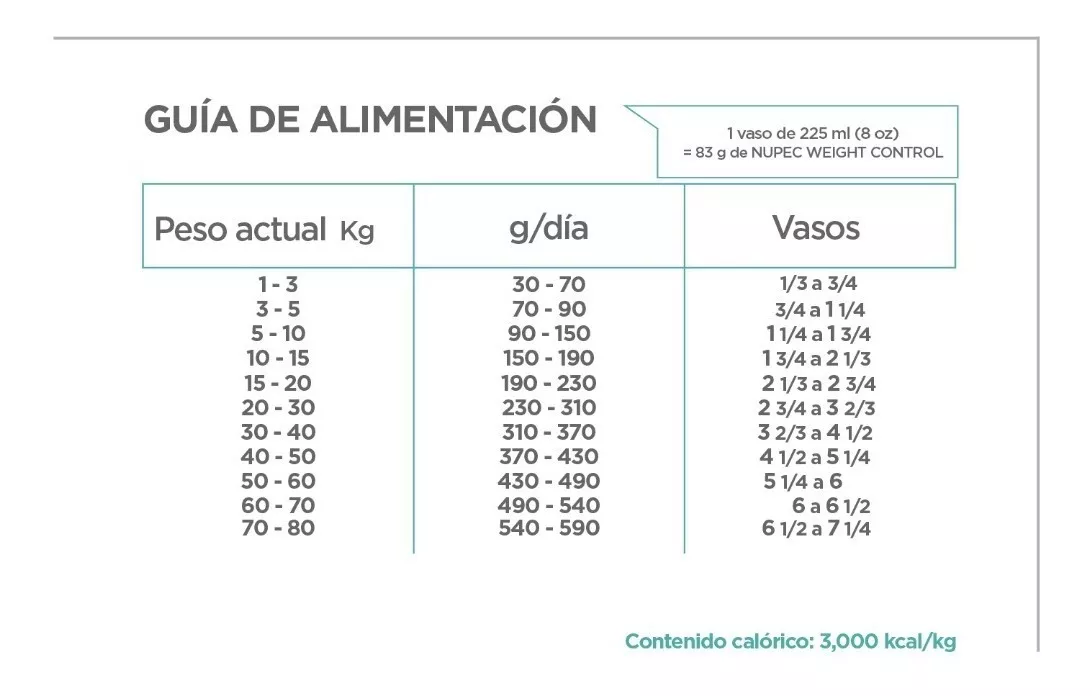 GUÍA DE ALIMENTACIÓN
1 vaso de 225 ml (8 oz)
= 83 g de NUPEC WEIGHT CONTROL
Peso actual Kg g/día Vasos
1 - 3 30 - 70 1/3 a 3/4
3 - 5 70 - 90 3/4 a 1 1/4
5 - 10 90 - 150 1 1/4 a 1 3/4
10 - 15 150 - 190 1 3/4 a 2 1/3
15 - 20 190 - 230 2 1/3 a 2 3/4
20 - 30 230 - 310 2 3/4 a 3 2/3
30 - 40 310 - 370 3 2/3 a 4 1/2
40 - 50 370 - 430 4 1/2 a 5 1/4
50 - 60 430 - 490 5 1/4 a 6
60 - 70 490 - 540 6 a 6 1/2
70 - 80 540 - 590 6 1/2 a 7 1/4
Contenido calórico: 3,000 kcal/kg